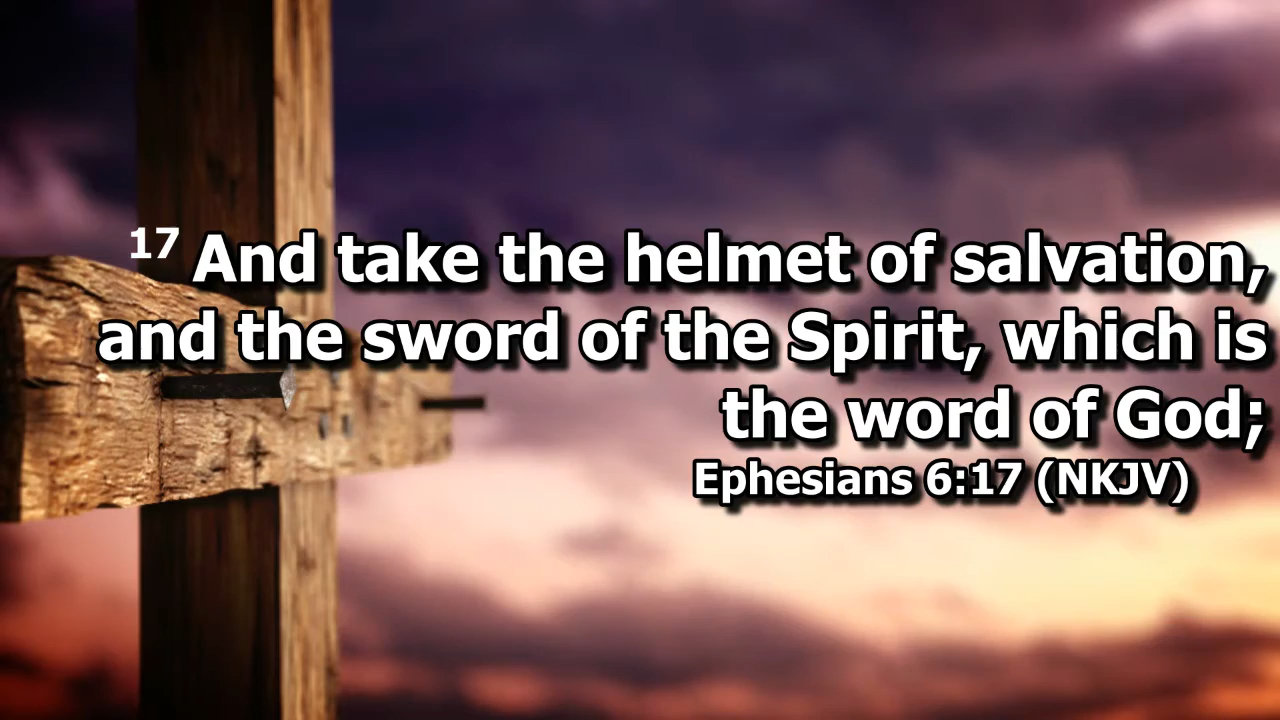 17 And take the helmet of salvation,
and the sword of the Spirit, which is
the word of God;
Ephesians 6:17 (NKJV)